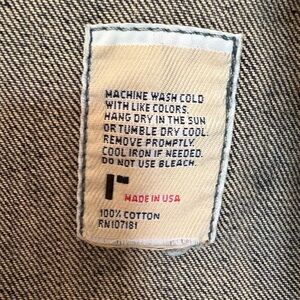 MACHINE WASH COLD
WITH LIKE COLORS.
HANG DRY IN THE SUN
OR TUMBLE DRY COOL.
REMOVE PROMPTLY.
COOL IRON IF NEEDED.
DO NOT USE BLEACH.
MADE IN USA
100% COTTON
RN107181